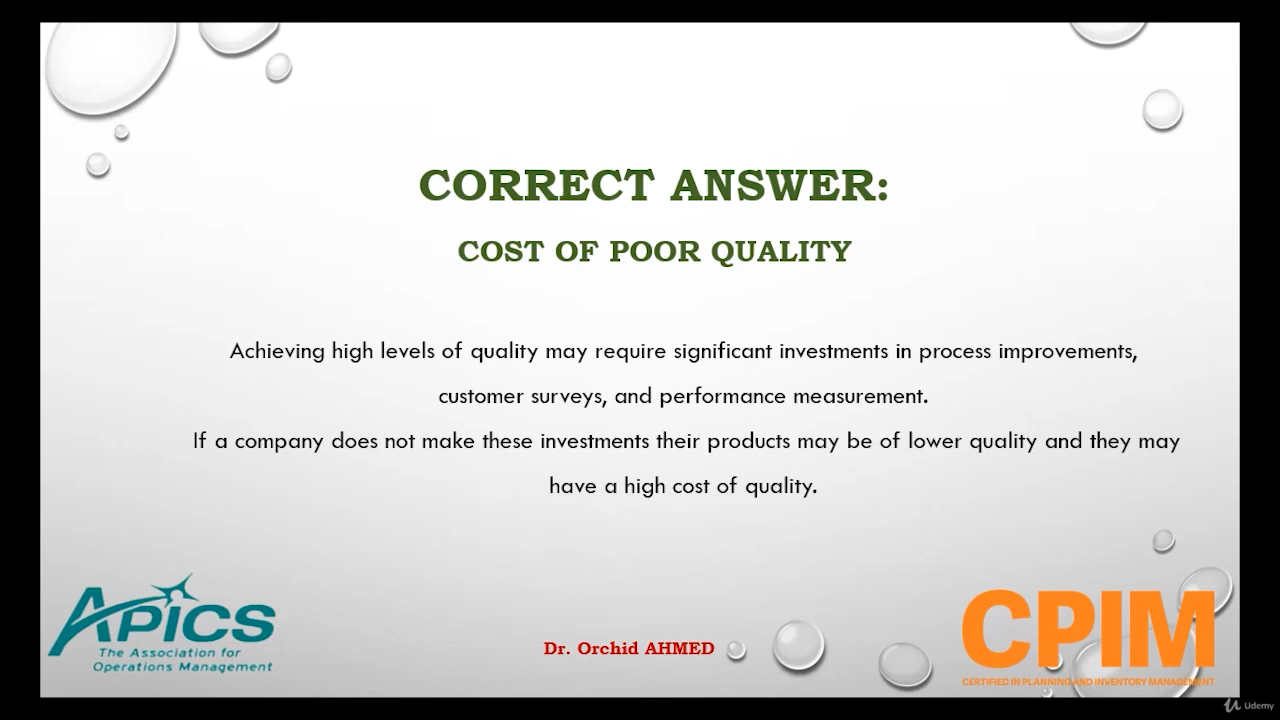 CORRECT ANSWER:
COST OF POOR QUALITY
Achieving high levels of quality may require significant investments in process improvements,
customer surveys, and performance measurement.
If a company does not make these investments their products may be of lower quality and they may
have a high cost of quality.
APICS
The Association for
Operations Management
Dr. Orchid AHMED
CPIM
CERTIFIED IN PLANNING AND INVENTORY MANAGEMENT
Udemy